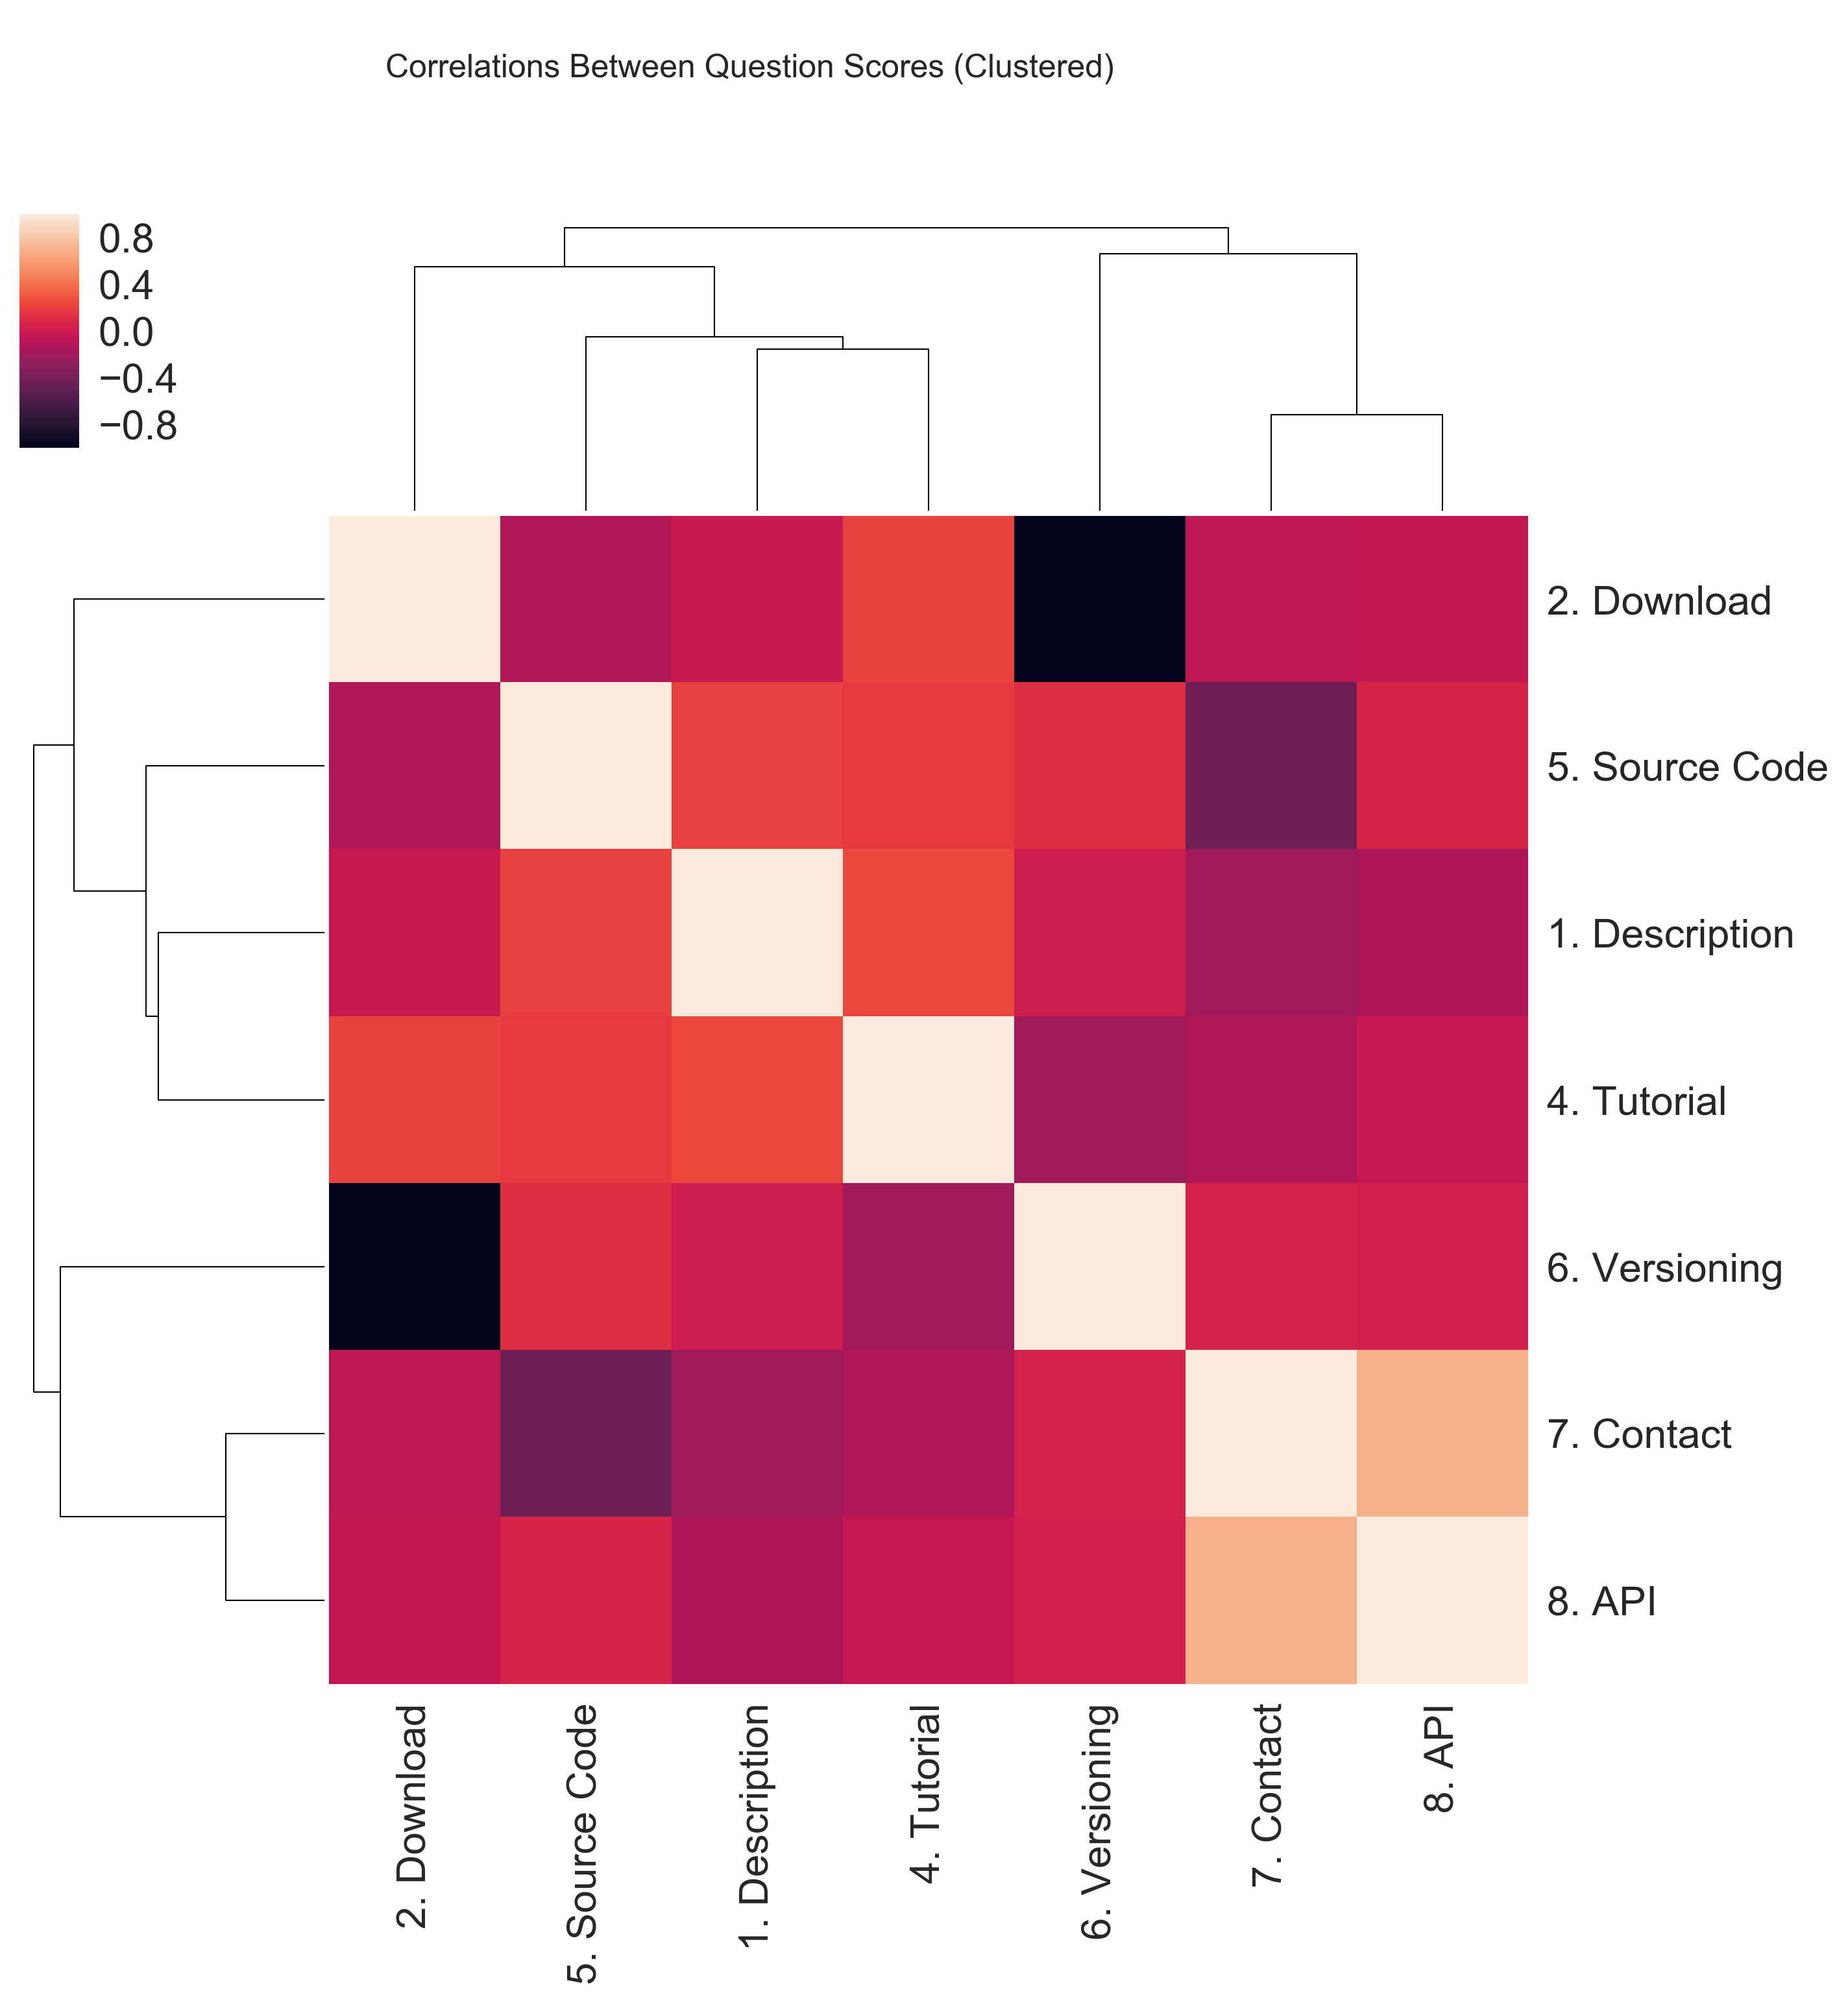 Correlations Between Question Scores (Clustered)
0.8
0.4
0.0
−0.4
−0.8
2. Download
5. Source Code
1. Description
4. Tutorial
6. Versioning
7. Contact
8. API
2. Download
5. Source Code
1. Description
4. Tutorial
6. Versioning
7. Contact
8. API